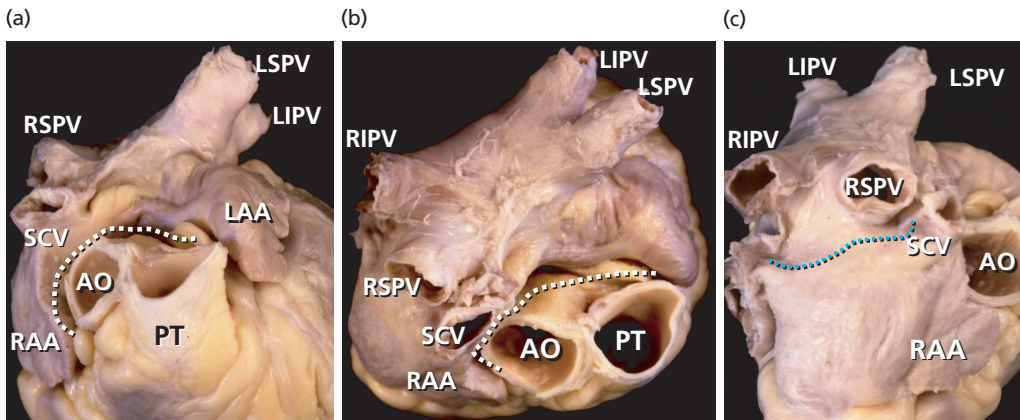 (a)
LSPV
LIPV
RSPV
LAA
SCV
AO
RAA
PT
(b)
LIPV
LSPV
RIPV
RSPV
SCV
AO
PT
RAA
(c)
LIPV
LSPV
RIPV
RSPV
SCV
AO
RAA